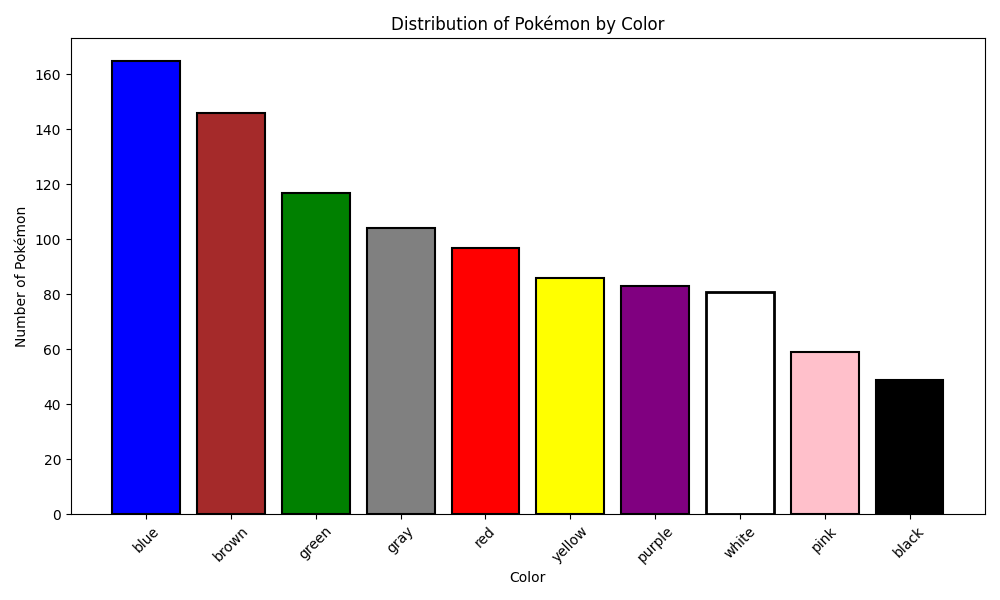 Distribution of Pokémon by Color
Number of Pokémon
160
140
120
100
80
60
40
20
0
blue
brown
green
gray
red
yellow
purple
white
pink
black
Color